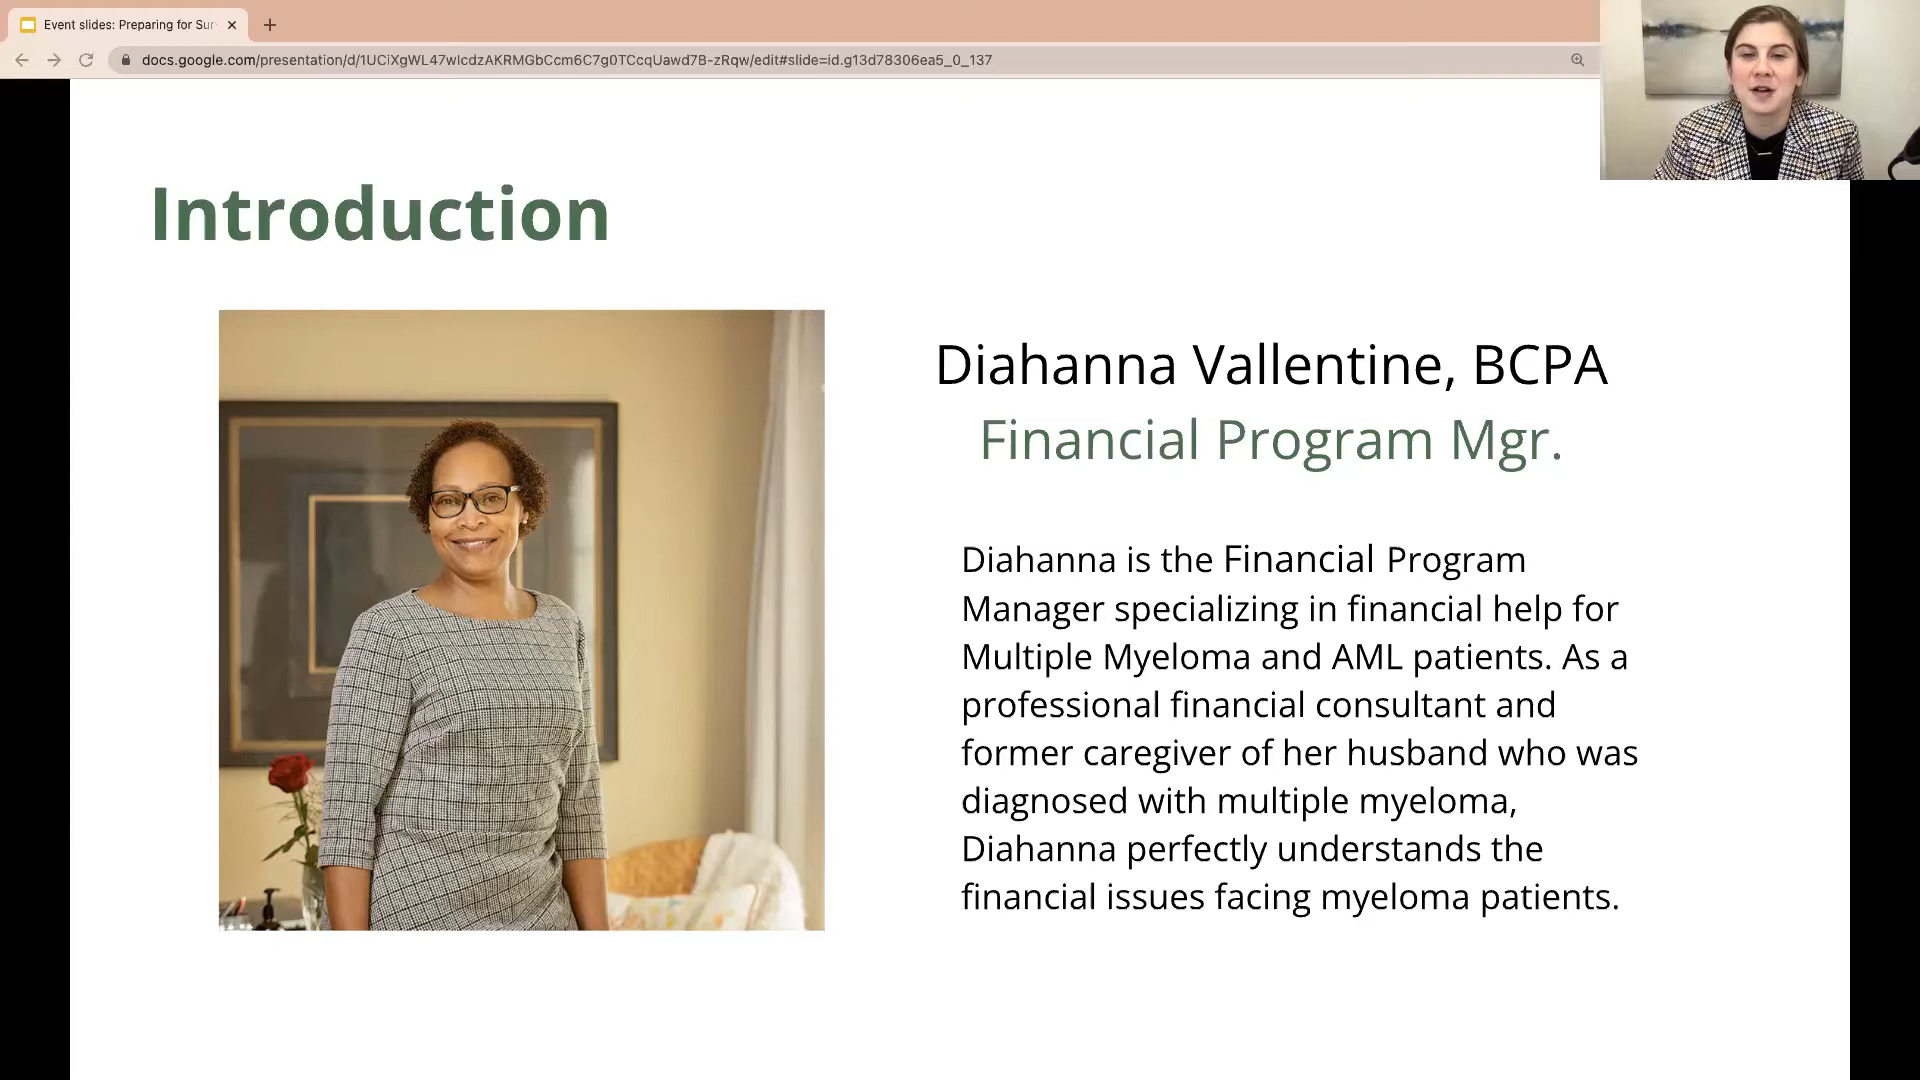 Event slides: Preparing for Sur
docs.google.com/presentation/d/1UCiXgWL47wlcdzAKRMGbCcm6C7g0TCcqUawd7B-zRqw/edit#slide=id.g13d78306ea5_0_137
Introduction
Diahanna Vallentine, BCPA
Financial Program Mgr.
Diahanna is the Financial Program
Manager specializing in financial help for
Multiple Myeloma and AML patients. As a
professional financial consultant and
former caregiver of her husband who was
diagnosed with multiple myeloma,
Diahanna perfectly understands the
financial issues facing myeloma patients.